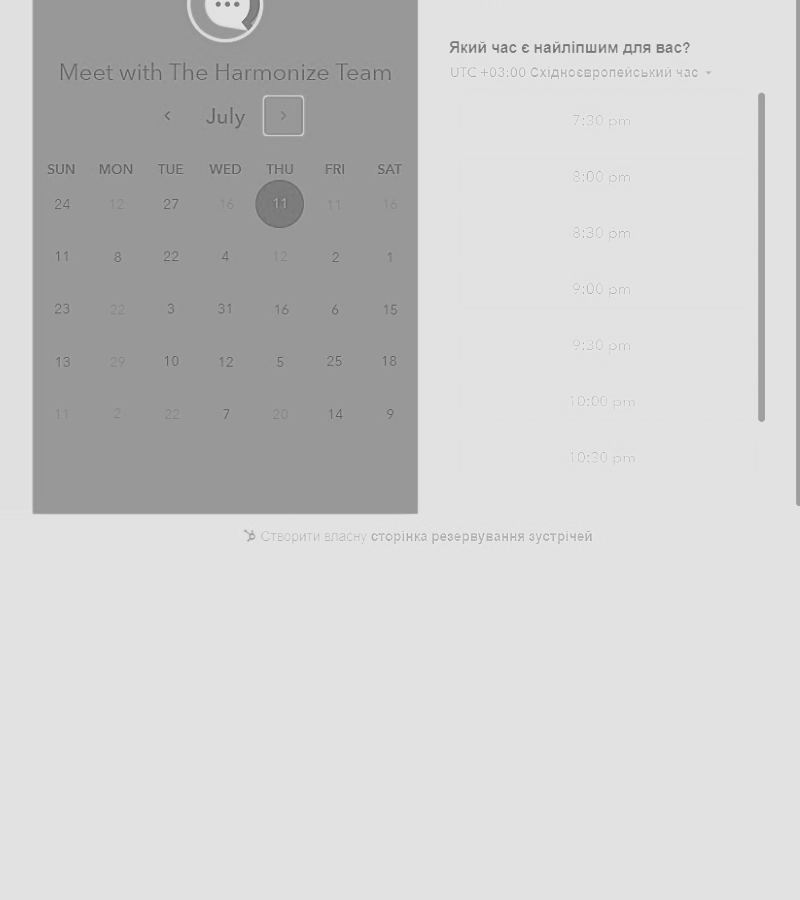 Meet with The Harmonize Team
July
SUN MON TUE WED THU FRI SAT
24 12 27 16 11 11 16
11 8 22 4 12 2 1
23 22 3 31 16 6 15
13 29 10 12 5 25 18
11 2 22 7 20 14 9
Який час є найліпшим для вас?
UTC +03:00 Східноєвропейський час
7:30 pm
8:00 pm
8:30 pm
9:00 pm
9:30 pm
10:00 pm
10:30 pm
Створити власну сторінка резервування зустрічей